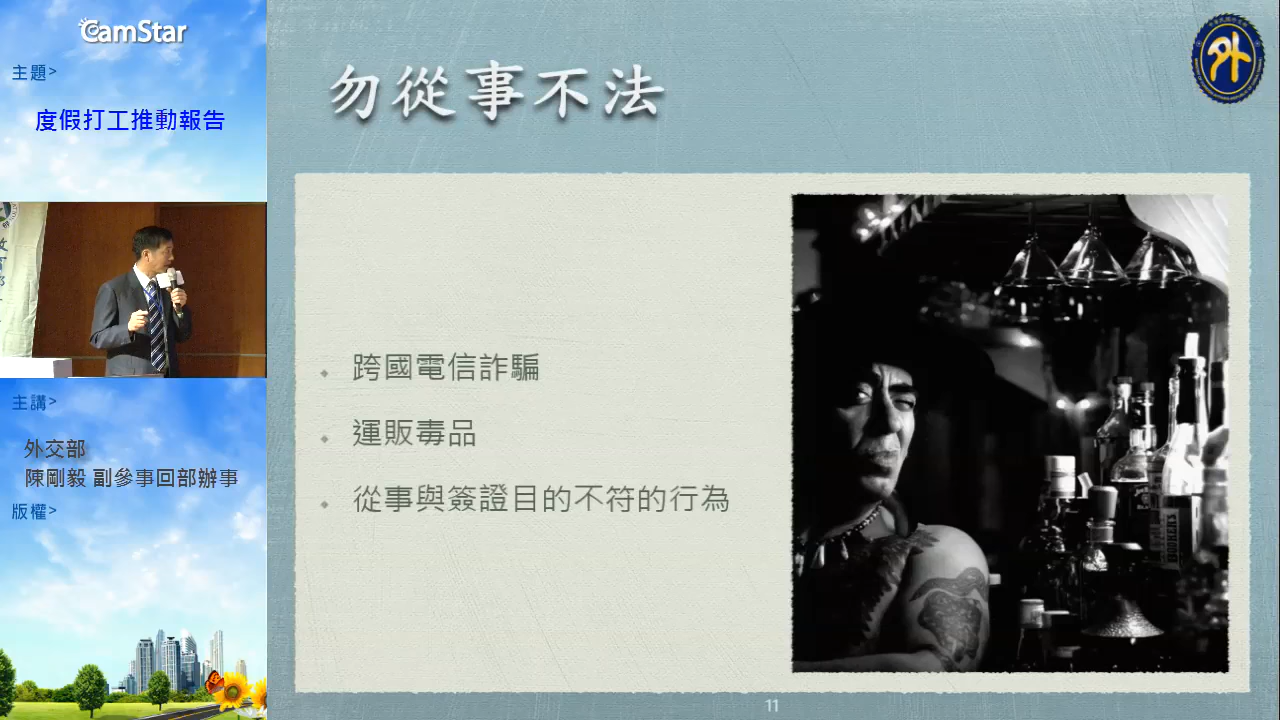 CamStar
主題>
度假打工推動報告
主講>
外交部
陳剛毅 副參事回部辦事
版權>
勿從事不法
外
跨國電信詐騙
運販毒品
從事與簽證目的不符的行為
11